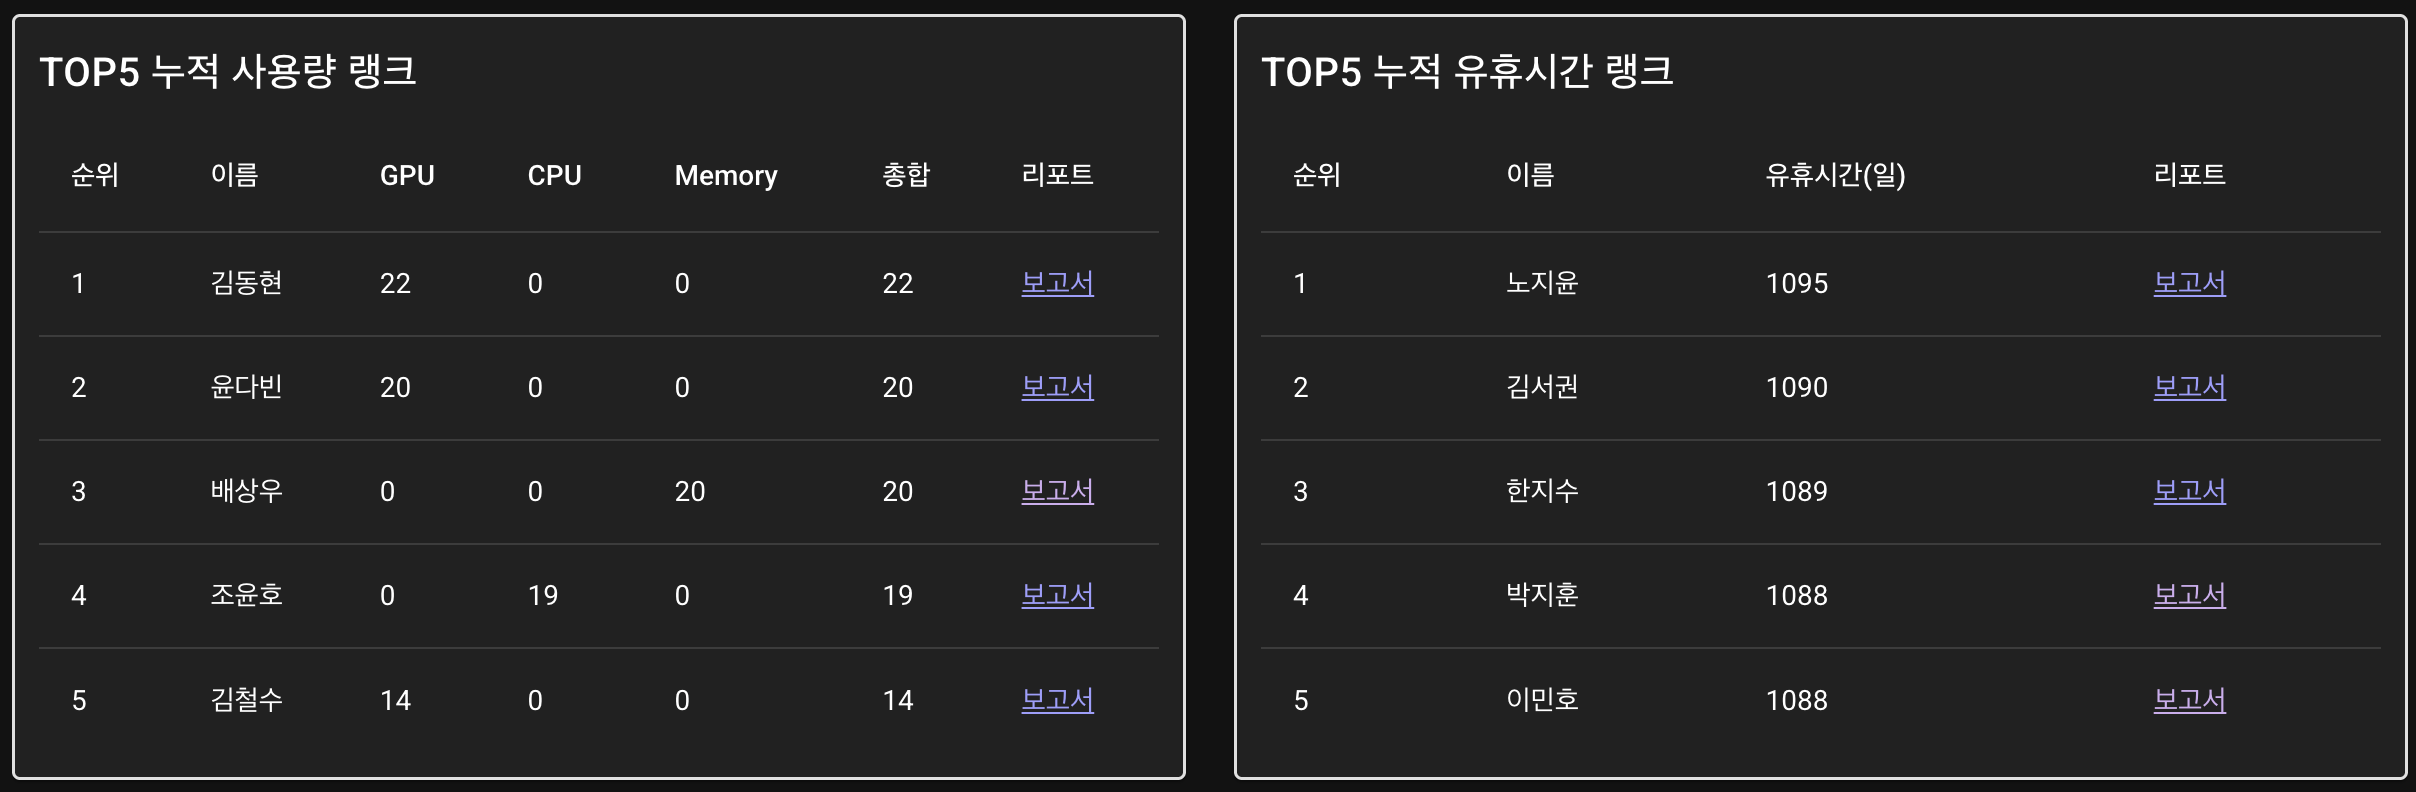 TOP5 누적 사용량 랭크
순위 이름 GPU CPU Memory 총합 리포트
1 김동현 22 0 0 22 보고서
2 윤다빈 20 0 0 20 보고서
3 배상우 0 0 20 20 보고서
4 조윤호 0 19 0 19 보고서
5 김철수 14 0 0 14 보고서
TOP5 누적 유휴시간 랭크
순위 이름 유휴시간(일) 리포트
1 노지윤 1095 보고서
2 김서권 1090 보고서
3 한지수 1089 보고서
4 박지훈 1088 보고서
5 이민호 1088 보고서